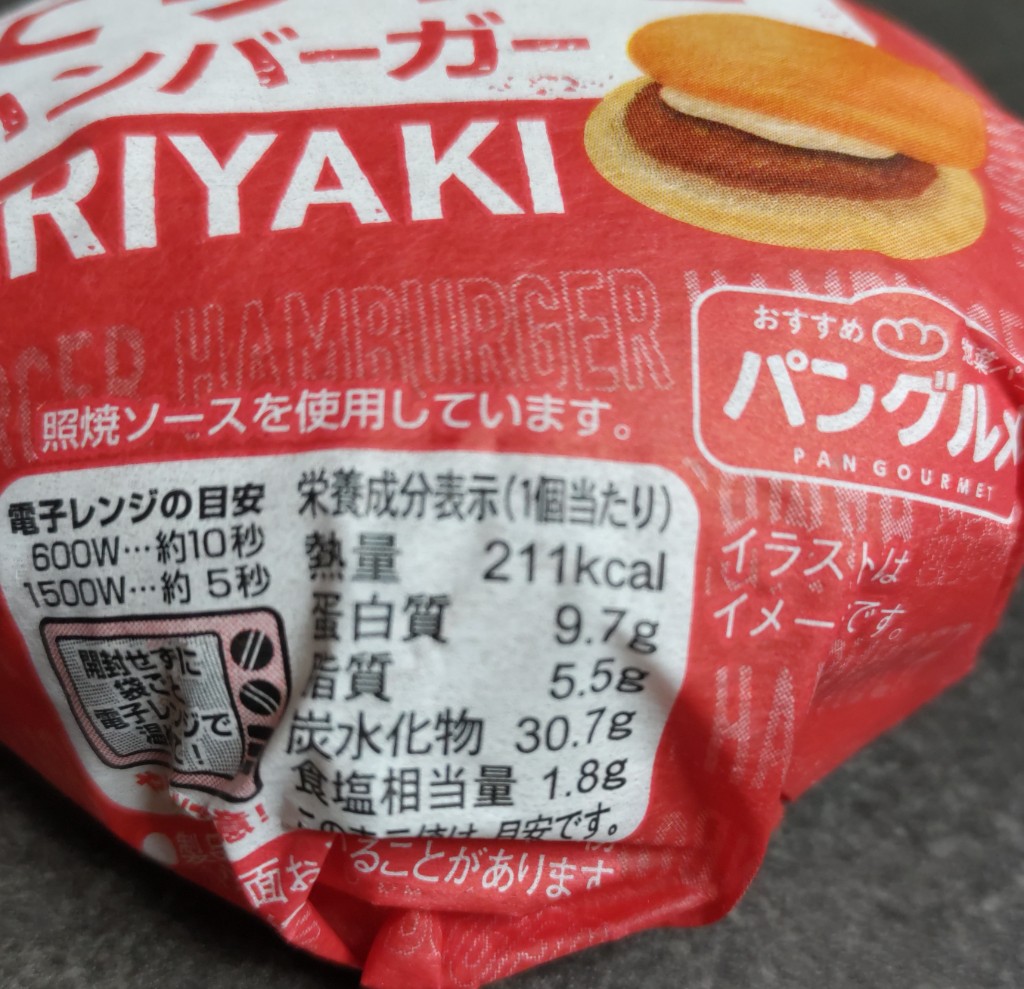 ンバーガー
RIYAKI
HAMBURGER
おすすめ
パングルメ
PAN GOURMET
照焼ソースを使用しています。
電子レンジの目安
600W…約10秒
1500W…約 5秒
開封せずに
袋ごと
電子レンジで
栄養成分表示(1個当たり)
熱量 211kcal
蛋白質 9.7g
脂質 5.5g
炭水化物 30.7g
食塩相当量 1.8g
目安です。
イラストは
イメージです。
ることがあります